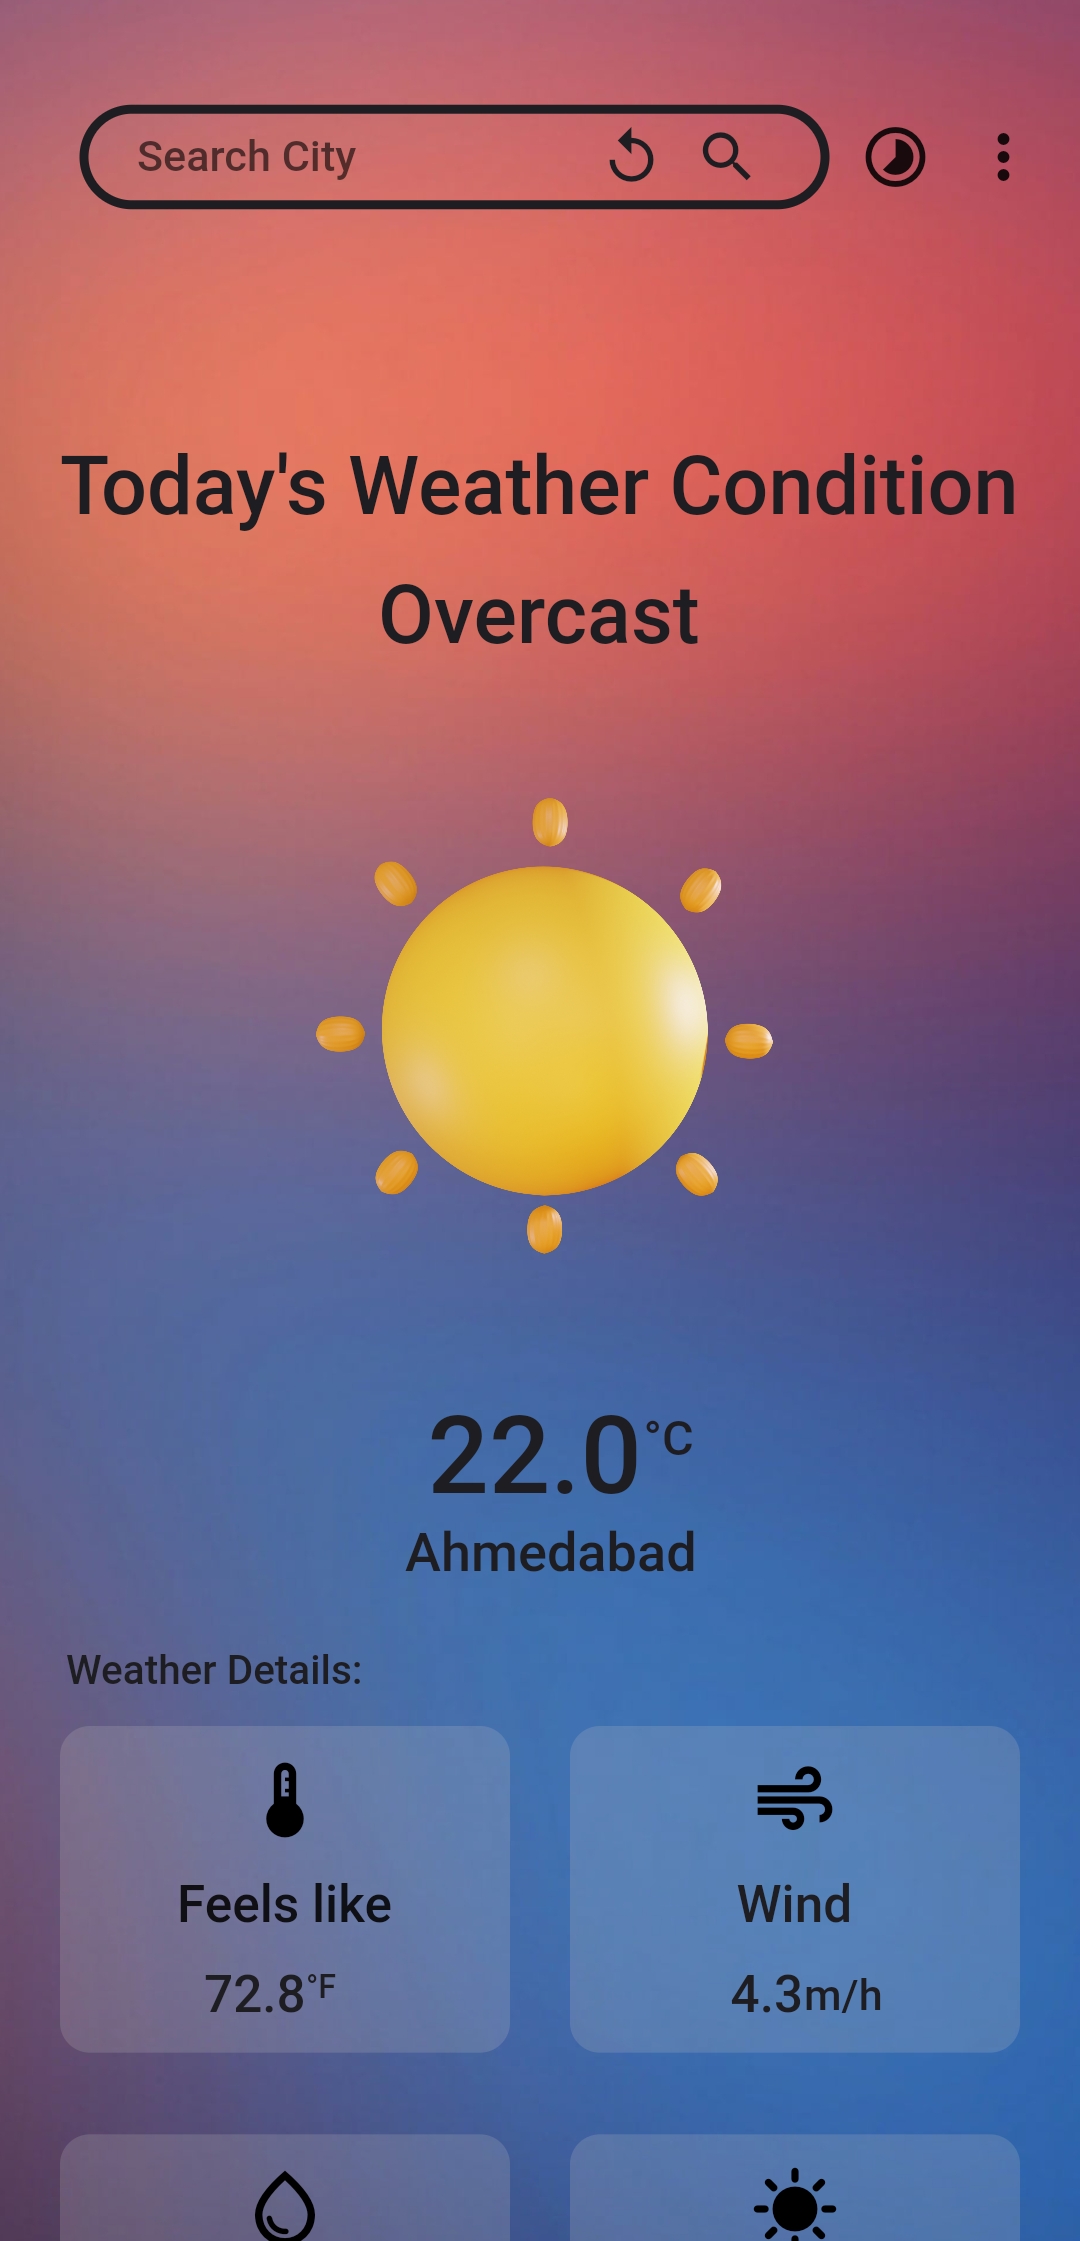 Search City
Today's Weather Condition
Overcast
22.0°C
Ahmedabad
Weather Details:
Feels like
72.8°F
Wind
4.3m/h